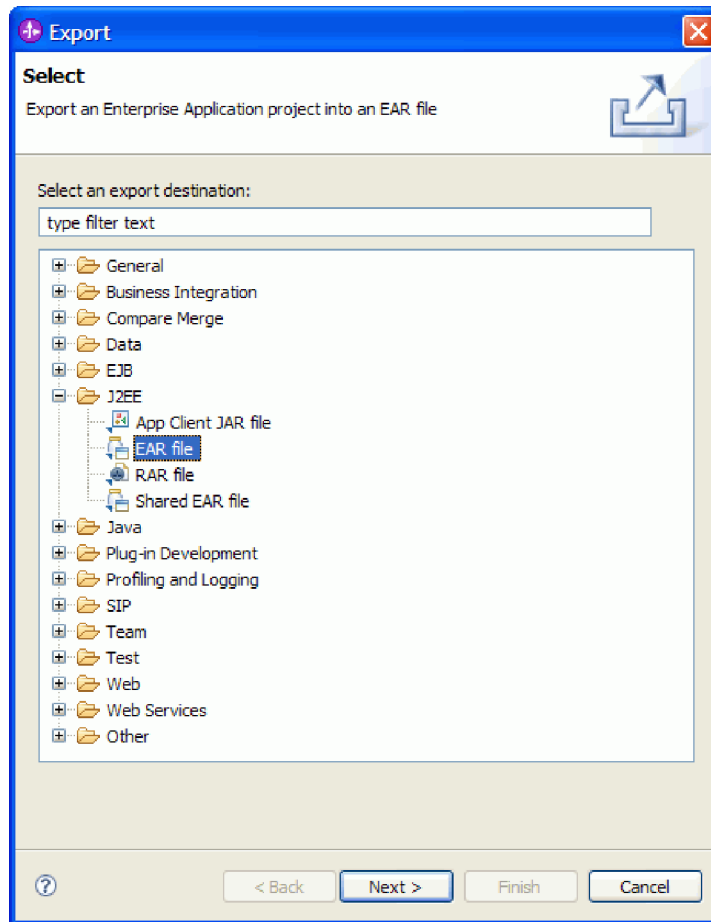 Export
Select
Export an Enterprise Application project into an EAR file
Select an export destination:
type filter text
General
Business Integration
Compare Merge
Data
EJB
J2EE
App Client JAR file
EAR file
RAR file
Shared EAR file
Java
Plug-in Development
Profiling and Logging
SIP
Team
Test
Web
Web Services
Other
< Back Next > Finish Cancel